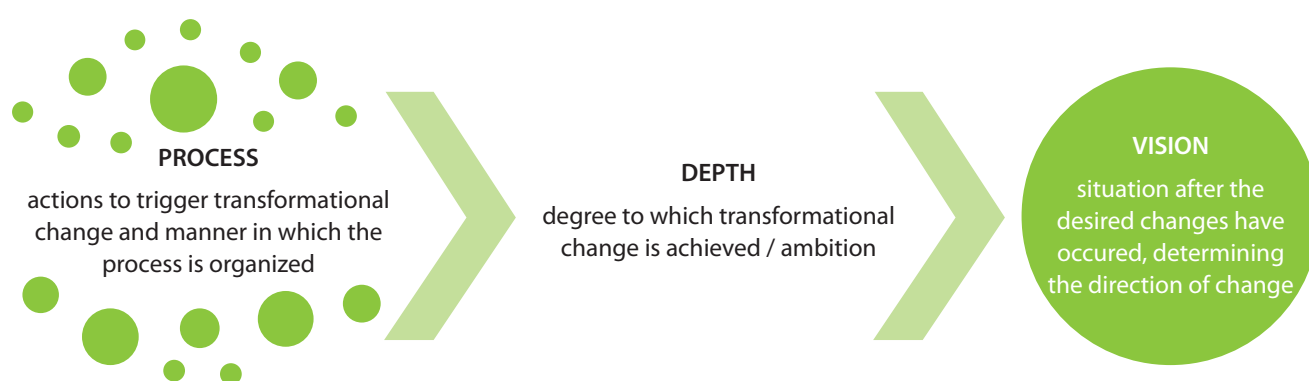 PROCESS
actions to trigger transformational
change and manner in which the
process is organized
DEPTH
degree to which transformational
change is achieved / ambition
VISION
situation after the
desired changes have
occured, determining
the direction of change